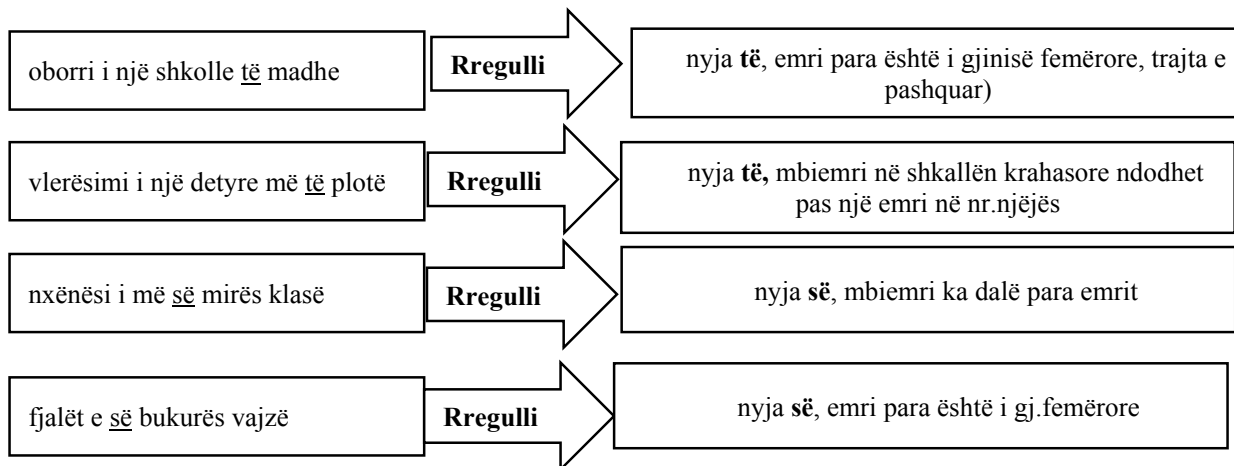 oborri i një shkolle të madhe
Rregulli
nyja të, emri para është i gjinisë femërore, trajta e
pashquar)
vlerësimi i një detyre më të plotë
Rregulli
nyja të, mbiemri në shkallën krahasore ndodhet
pas një emri në nr.njëjës
nxënësi i më së mirës klasë
Rregulli
nyja së, mbiemri ka dalë para emrit
fjalët e së bukurës vajzë
Rregulli
nyja së, emri para është i gj.femërore